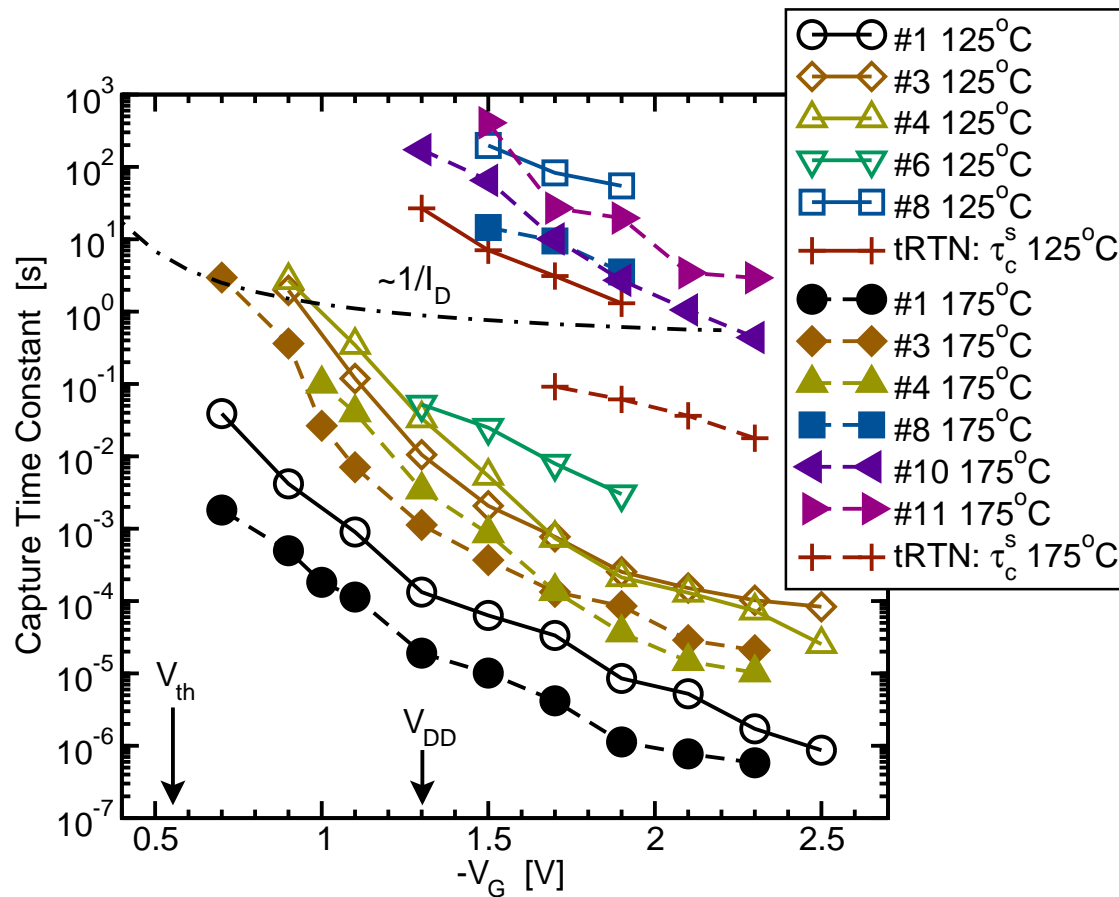 #1 125°C
#3 125°C
#4 125°C
#6 125°C
#8 125°C
tRTN: τ_c^s 125°C
#1 175°C
#3 175°C
#4 175°C
#8 175°C
#10 175°C
#11 175°C
tRTN: τ_c^s 175°C
Capture Time Constant [s]
10^3
10^2
10^1
10^0
10^-1
10^-2
10^-3
10^-4
10^-5
10^-6
10^-7
~1/I_D
V_th
V_DD
0.5 1 1.5 2 2.5
-V_G [V]